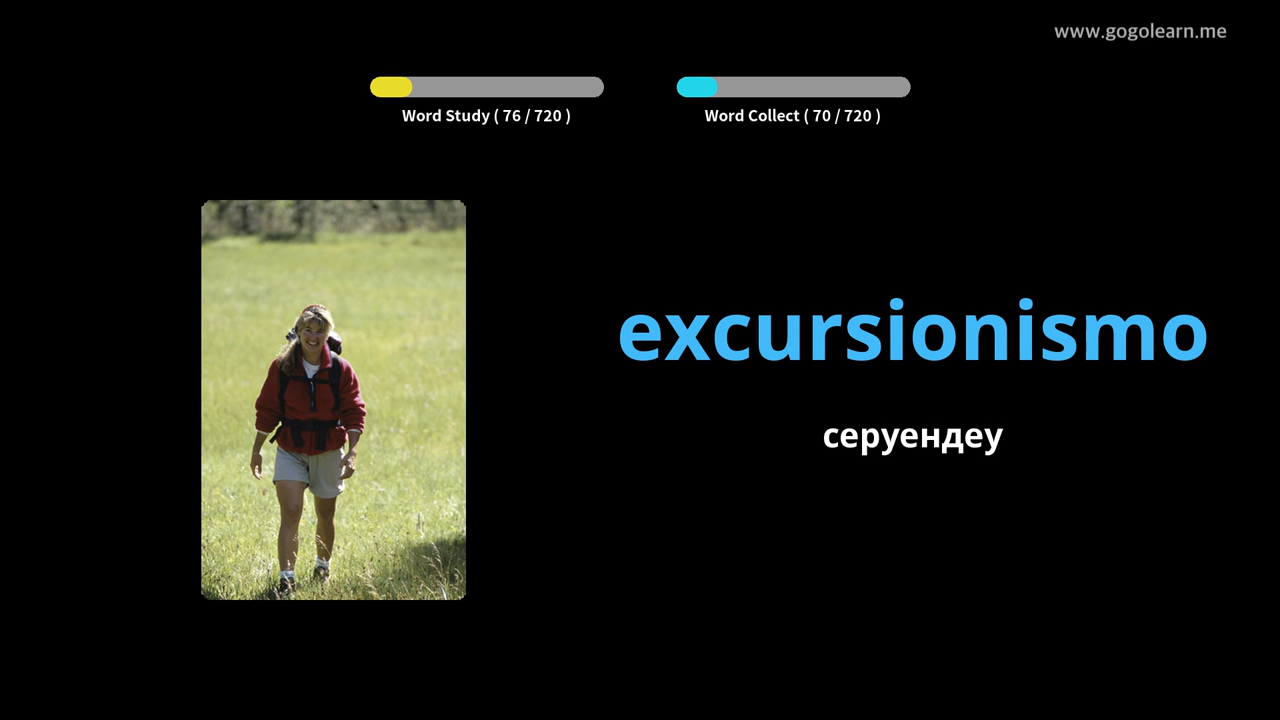 www.gogolearn.me
Word Study ( 76 / 720 )
Word Collect ( 70 / 720 )
excursionismo
серуендеу